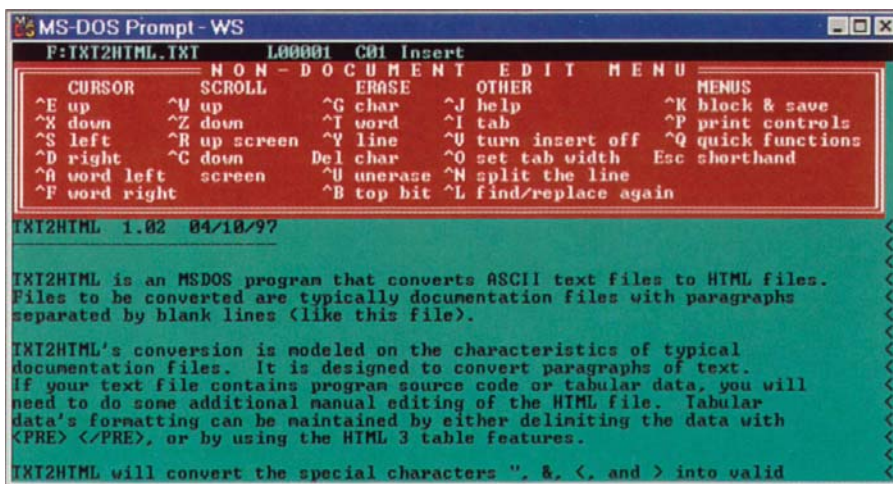 MS-DOS Prompt - WS
F:TXT2HTML.TXT L00001 C01 Insert
NON-DOCUMENT EDIT MENU
CURSOR SCROLL ERASE OTHER MENUS
^E up ^W up ^G char ^J help ^K block & save
^X down ^Z down ^T word ^I tab ^P print controls
^S left ^R up screen ^Y line ^V turn insert off ^Q quick functions
^D right ^C down Del char ^O set tab width Esc shorthand
^A word left screen ^U unerase ^N split the line
^F word right ^B top bit ^L find/replace again
TXT2HTML 1.02 04/10/97
TXT2HTML is an MSDOS program that converts ASCII text files to HTML files. <
Files to be converted are typically documentation files with paragraphs <
separated by blank lines (like this file). <
TXT2HTML's conversion is modeled on the characteristics of typical
documentation files. It is designed to convert paragraphs of text.
If your text file contains program source code or tabular data, you will
need to do some additional manual editing of the HTML file. Tabular
data's formatting can be maintained by either delimiting the data with
<PRE> </PRE>, or by using the HTML 3 table features.
TXT2HTML will convert the special characters ", &, <, and > into valid